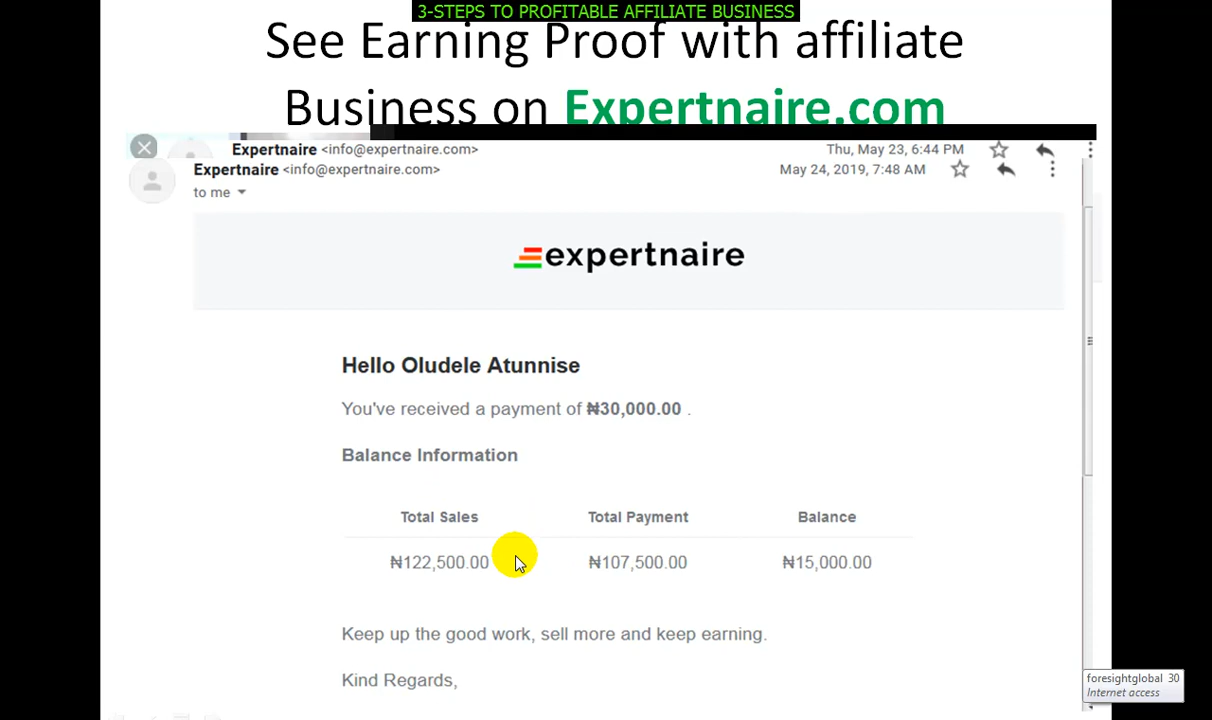 3-STEPS TO PROFITABLE AFFILIATE BUSINESS
See Earning Proof with affiliate
Business on Expertnaire.com
Expertnaire <info@expertnaire.com> Thu, May 23, 6:44 PM
Expertnaire <info@expertnaire.com> May 24, 2019, 7:48 AM
to me
expertnaire
Hello Oludele Atunnise
You've received a payment of ₦30,000.00 .
Balance Information
Total Sales Total Payment Balance
₦122,500.00 ₦107,500.00 ₦15,000.00
Keep up the good work, sell more and keep earning.
Kind Regards,
foresightglobal 30
Internet access